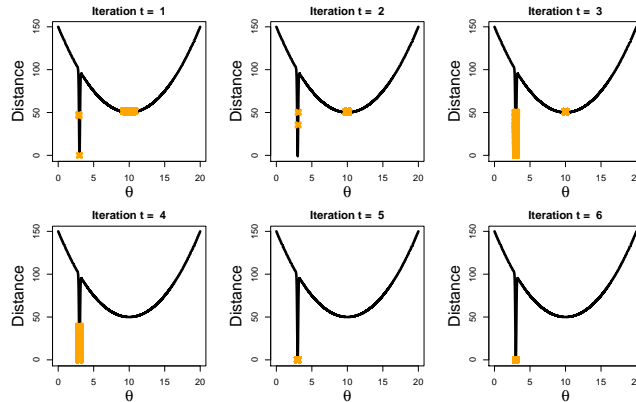 Iteration t = 1
Iteration t = 2
Iteration t = 3
Distance
0 50 100 150
Distance
0 50 100 150
Distance
0 50 100 150
0 5 10 15 20
0 5 10 15 20
0 5 10 15 20
θ
θ
θ
Iteration t = 4
Iteration t = 5
Iteration t = 6
Distance
0 50 100 150
Distance
0 50 100 150
Distance
0 50 100 150
0 5 10 15 20
0 5 10 15 20
0 5 10 15 20
θ
θ
θ